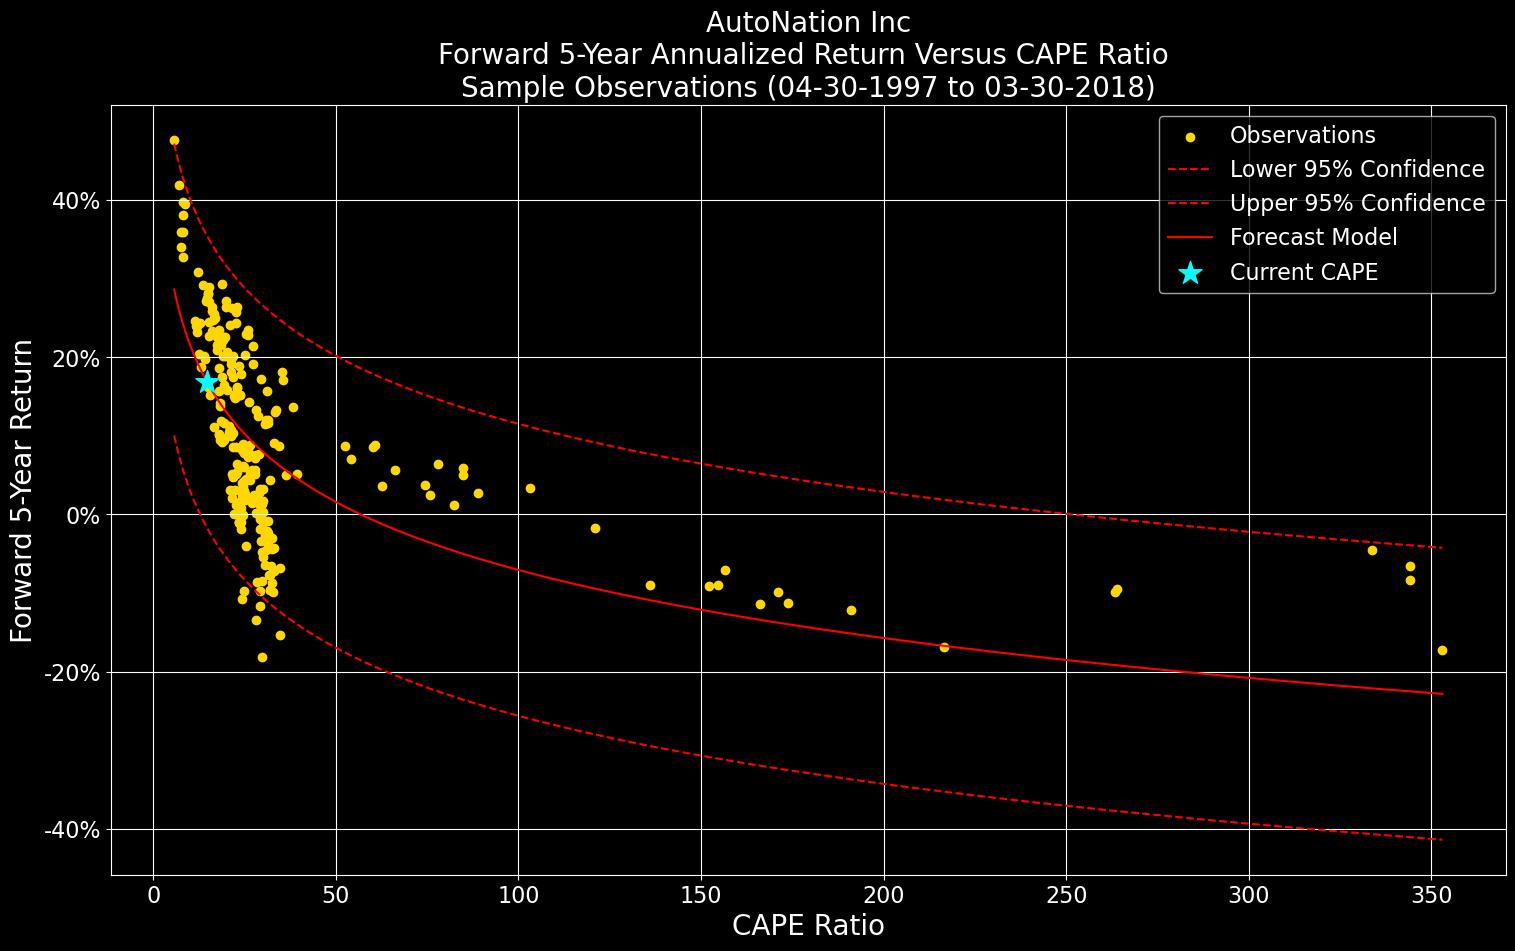 AutoNation Inc
Forward 5-Year Annualized Return Versus CAPE Ratio
Sample Observations (04-30-1997 to 03-30-2018)
Observations
Lower 95% Confidence
Upper 95% Confidence
Forecast Model
Current CAPE
Forward 5-Year Return
40%
20%
0%
-20%
-40%
0 50 100 150 200 250 300 350
CAPE Ratio